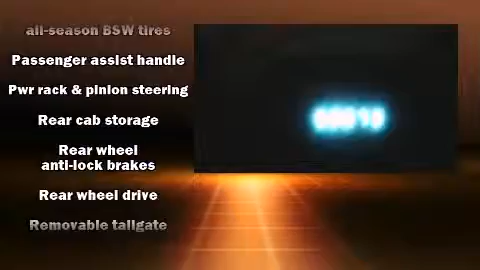 all-season BSW tires
Passenger assist handle
Pwr rack & pinion steering
Rear cab storage
Rear wheel
anti-lock brakes
Rear wheel drive
Removable tailgate